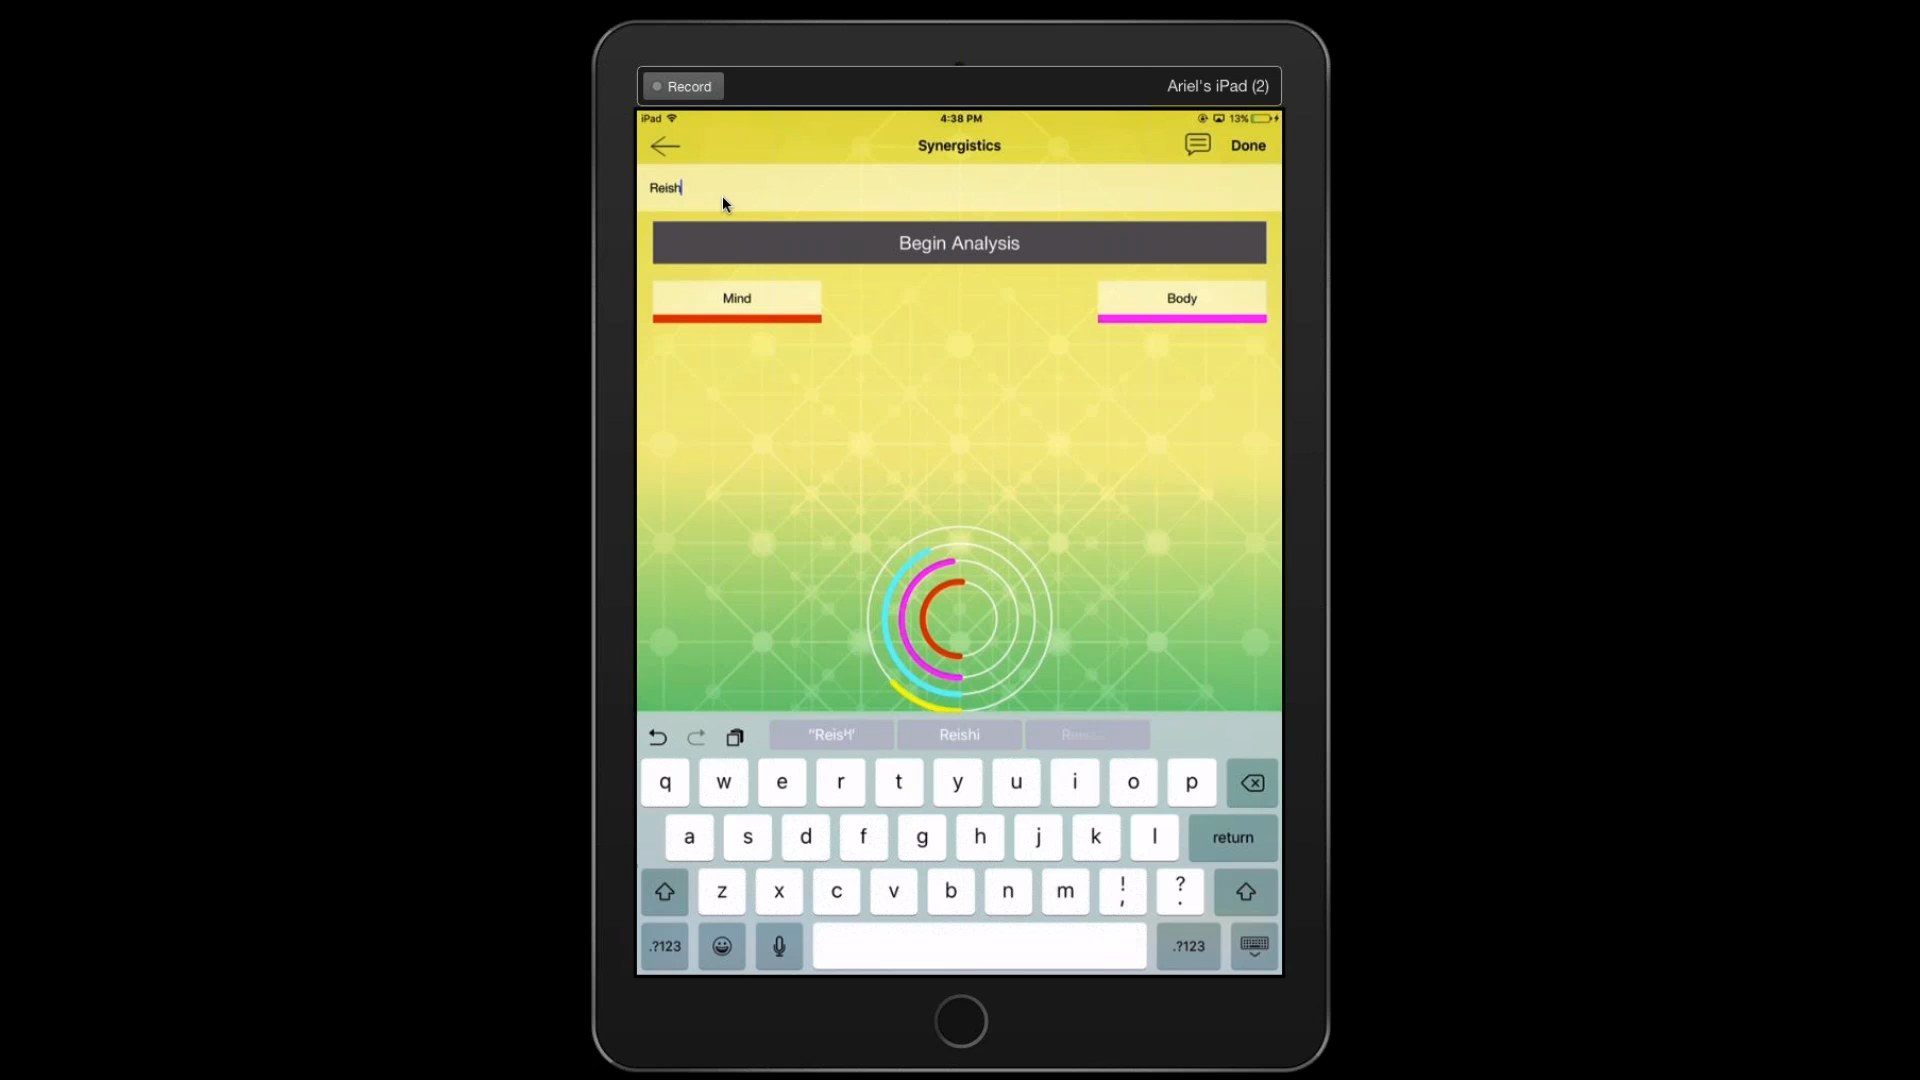 Record
Ariel's iPad (2)
iPad
4:38 PM
13%
Synergistics
Done
Reish
Begin Analysis
Mind
Body
Reishi
q w e r t y u i o p
a s d f g h j k l return
z x c v b n m ! , ? .
.?123 .?123